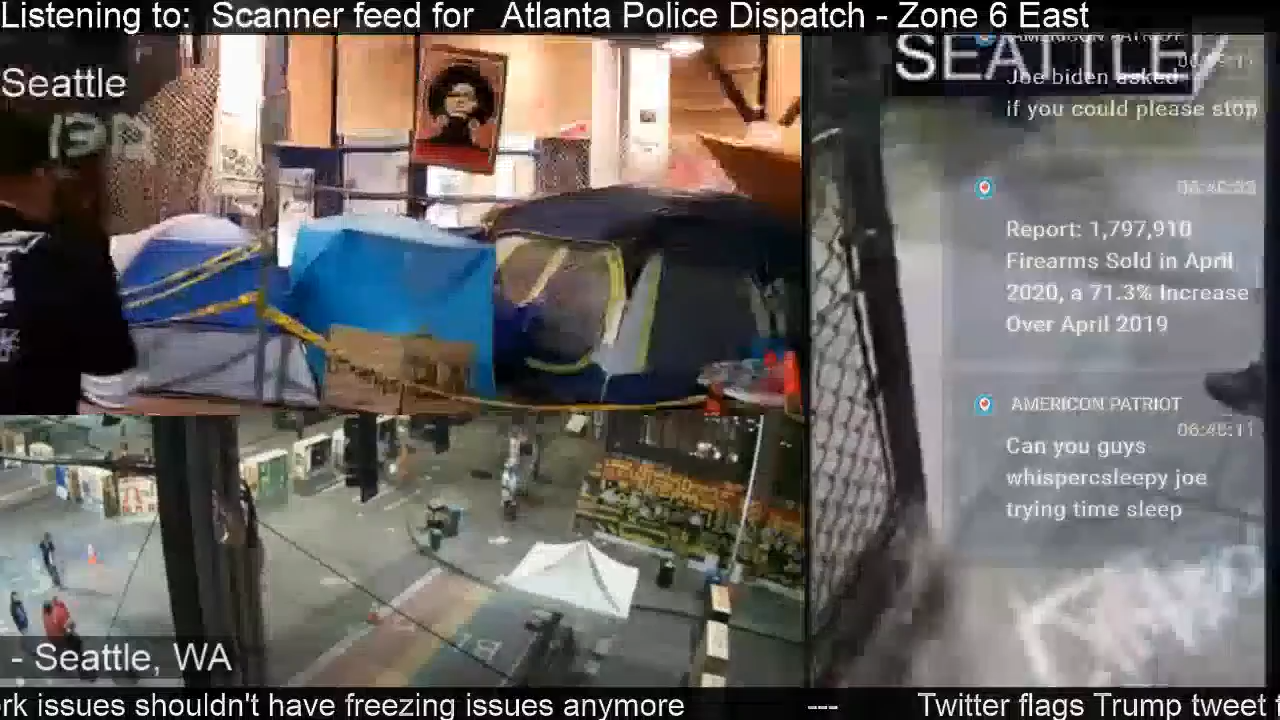 Listening to: Scanner feed for Atlanta Police Dispatch - Zone 6 East
Seattle
SEATTLE
AMERICON PATRIOT
Joe biden asked
if you could please stop
Report: 1,797,910
Firearms Sold in April
2020, a 71.3% Increase
Over April 2019
AMERICON PATRIOT
06:46:11
Can you guys
whispercsleepy joe
trying time sleep
- Seattle, WA
rk issues shouldn't have freezing issues anymore --- Twitter flags Trump tweet